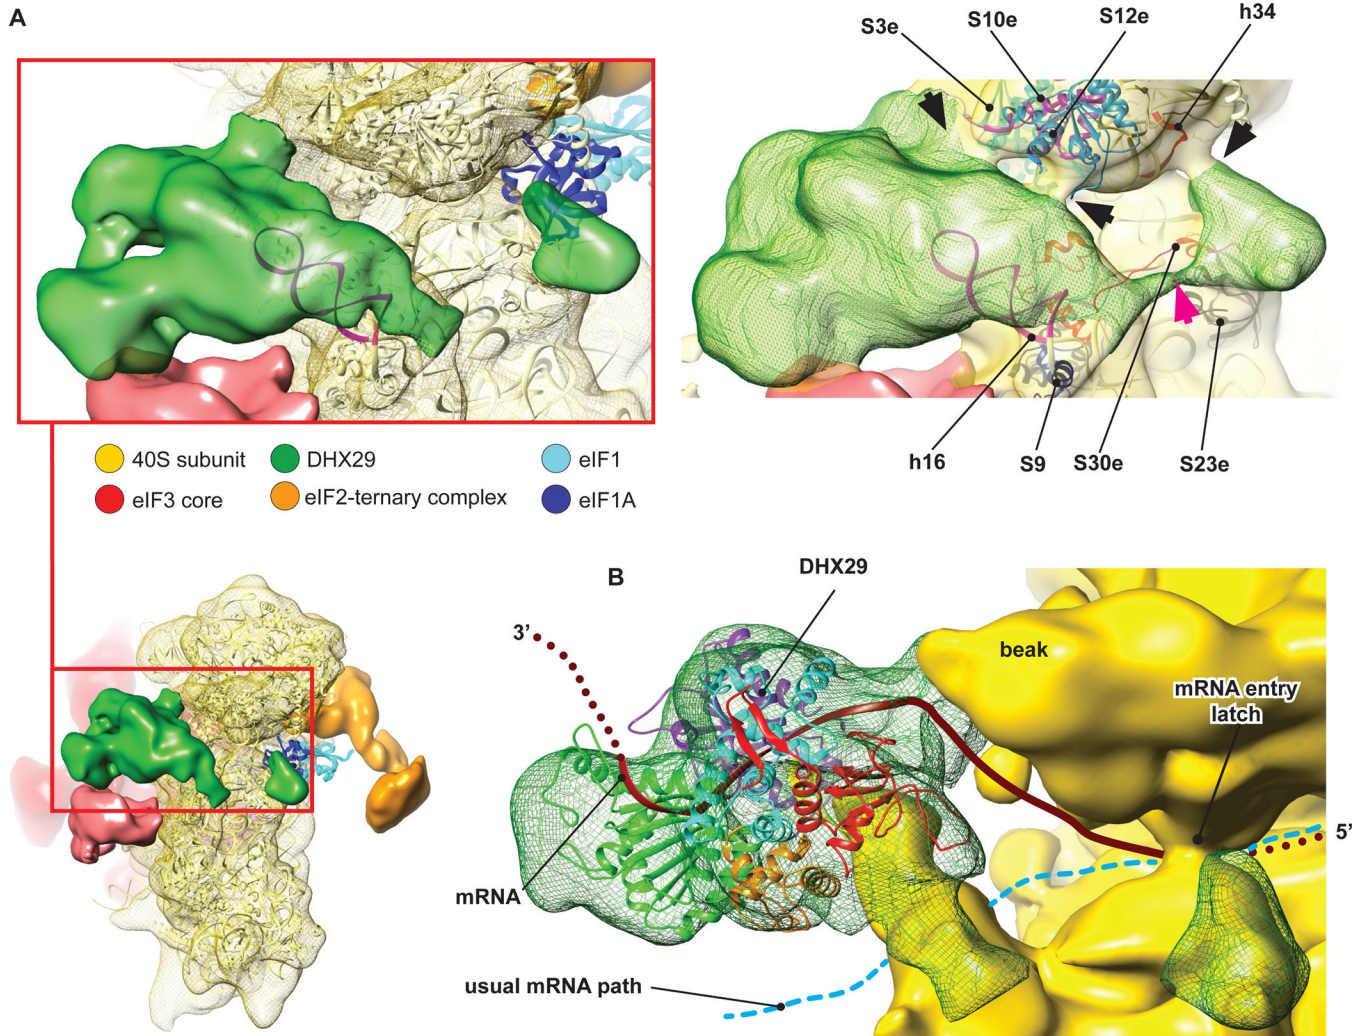 A
S3e
S10e
S12e
h34
h16
S9
S30e
S23e
40S subunit
DHX29
eIF1
eIF3 core
eIF2-ternary complex
eIF1A
B
DHX29
3’
beak
mRNA entry
latch
5’
mRNA
usual mRNA path